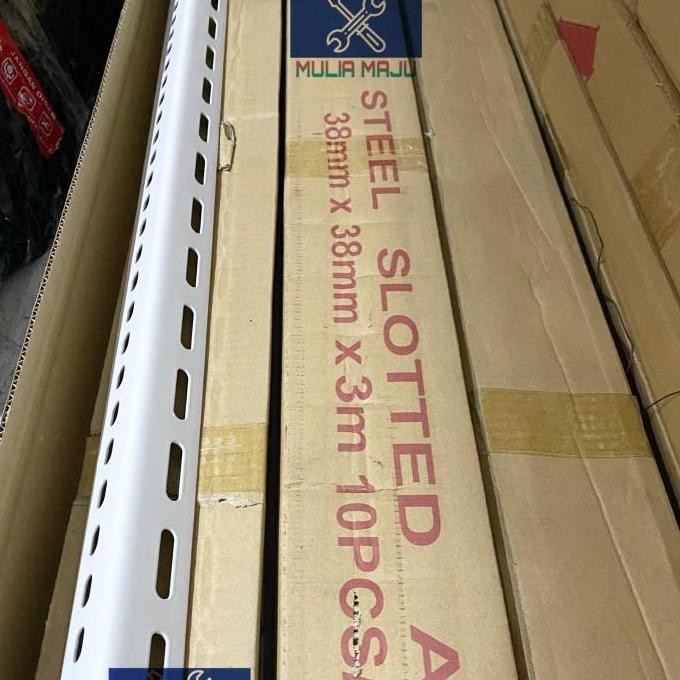 MULIA MAJU
STEEL SLOTTED A
38mm x 38mm x 3m 10PCS